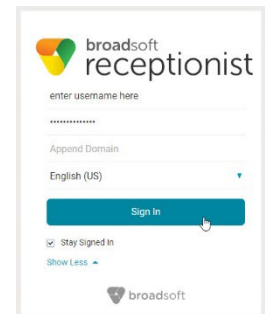 broadsoft
receptionist
enter username here
Append Domain
English (US)
Sign In
Stay Signed In
Show Less
broadsoft